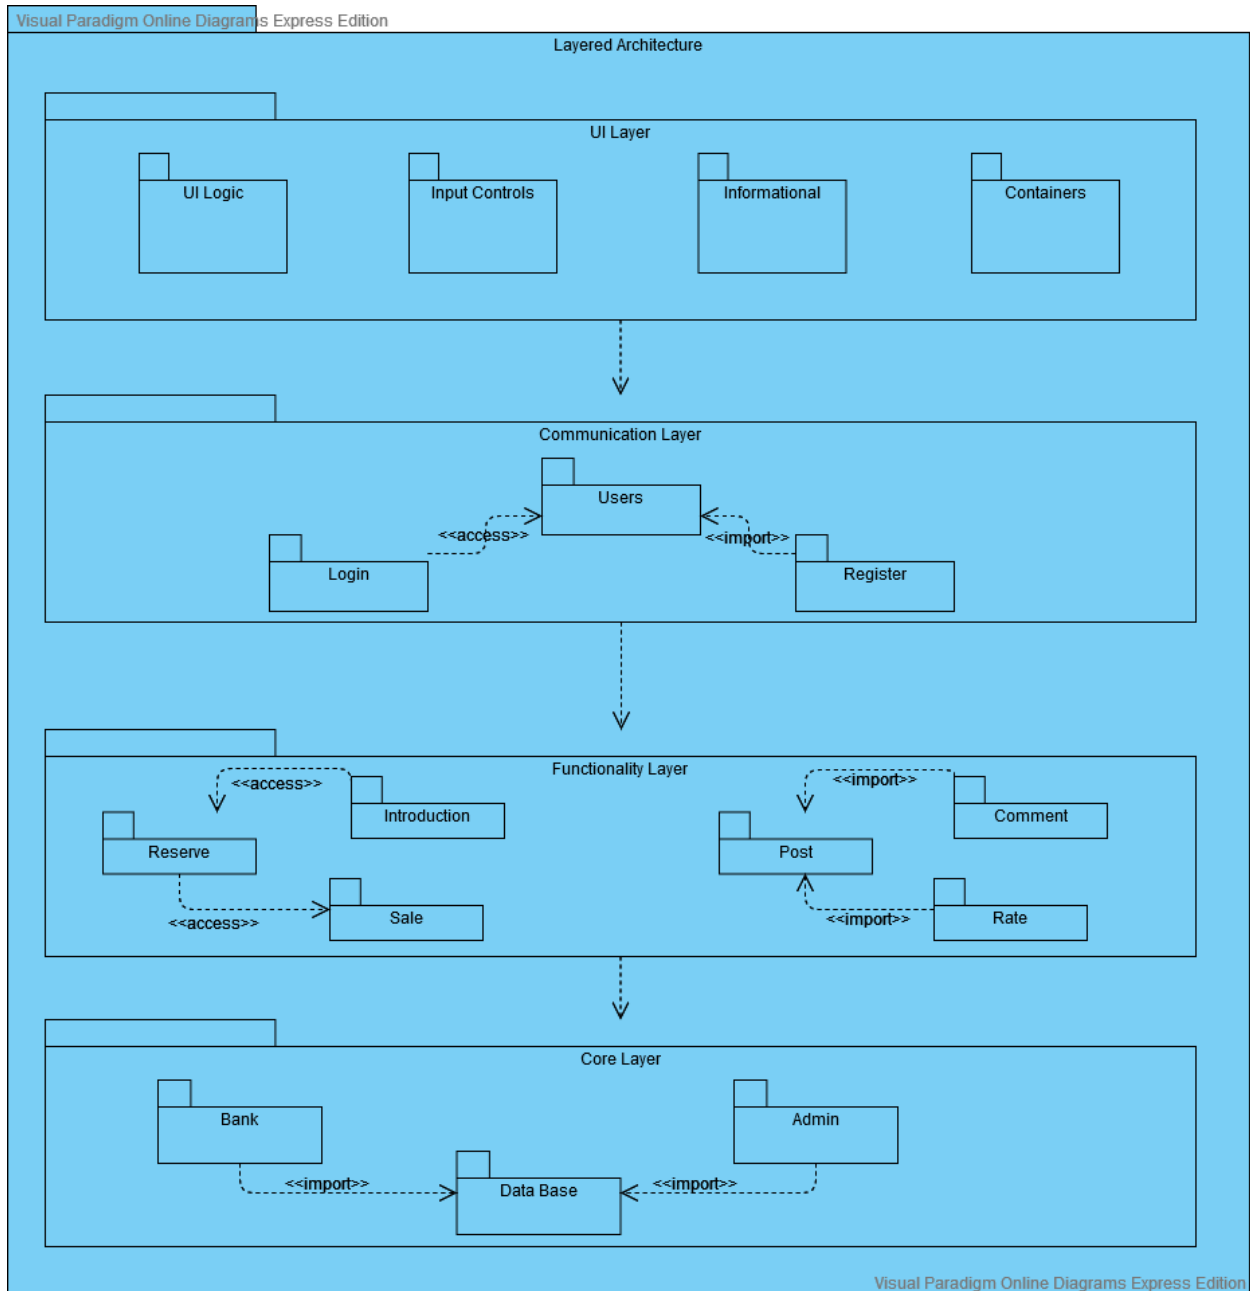 Visual Paradigm Online Diagrams Express Edition
Layered Architecture
UI Layer
UI Logic
Input Controls
Informational
Containers
Communication Layer
Users
<<access>>
<<import>>
Login
Register
Functionality Layer
<<access>>
<<import>>
Introduction
Comment
Reserve
Post
<<access>>
Sale
<<import>>
Rate
Core Layer
Bank
Admin
<<import>>
Data Base
<<import>>
Visual Paradigm Online Diagrams Express Edition